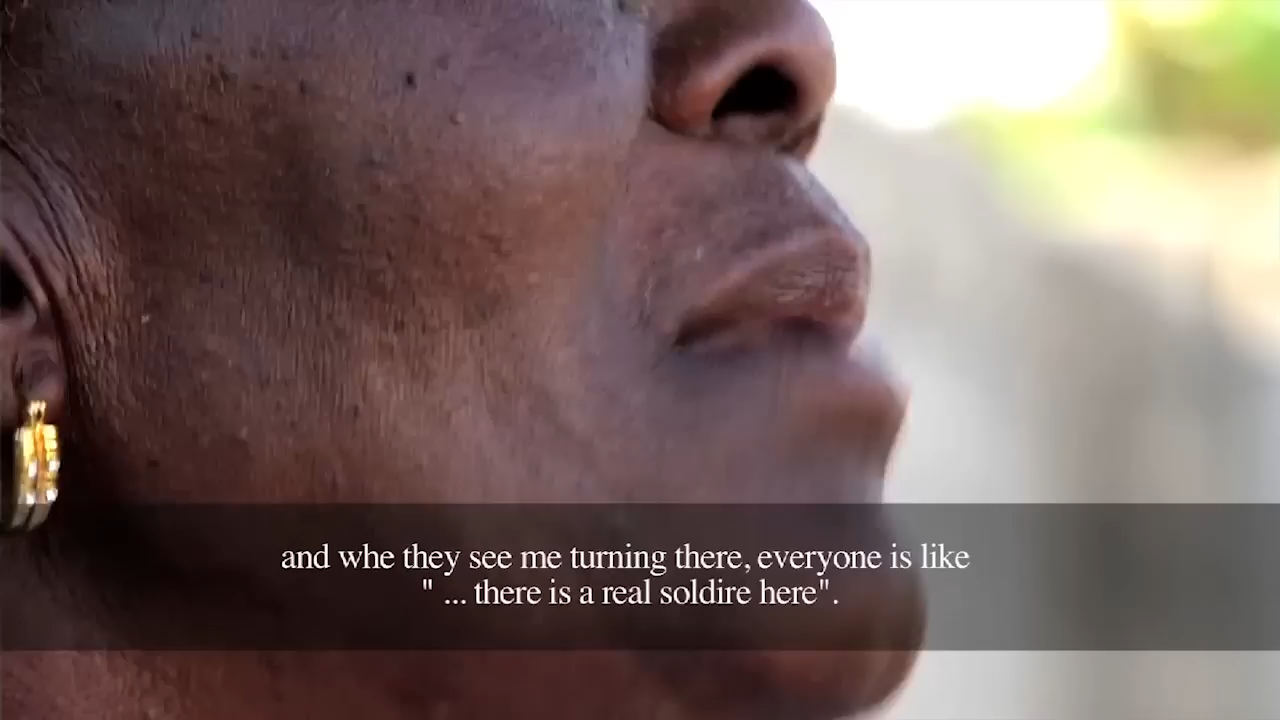 and whe they see me turning there, everyone is like
" ... there is a real soldire here".